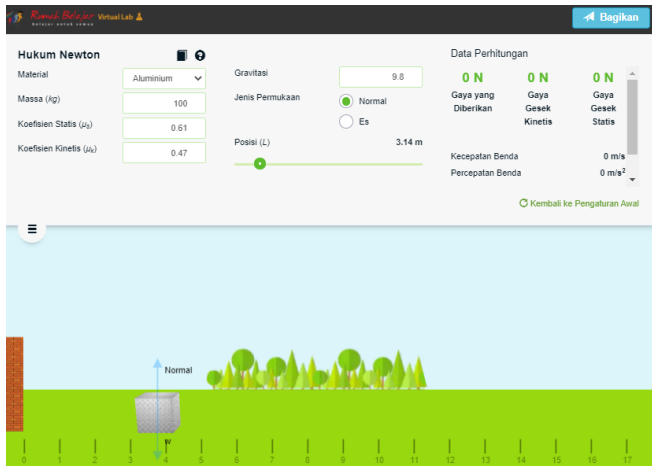 Rumah Belajar Virtual Lab
belajar untuk semua
Bagikan
Hukum Newton
Material
Aluminium
Massa (kg)
100
Koefisien Statis (μs)
0.61
Koefisien Kinetis (μK)
0.47
Gravitasi
9.8
Jenis Permukaan
Normal
Es
Posisi (L)
3.14 m
Data Perhitungan
0 N
0 N
0 N
Gaya yang
Diberikan
Gaya
Gesek
Kinetis
Gaya
Gesek
Statis
Kecepatan Benda
0 m/s
Percepatan Benda
0 m/s²
Kembali ke Pengaturan Awal
Normal
W
0 1 2 3 4 5 6 7 8 9 10 11 12 13 14 15 16 17